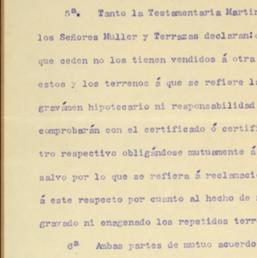 5ª. Tanto la Testamentaria Martin
los Señores Muller y Terrazas declaran:
que ceden no los tienen vendidos á otra
estos y los terrenos á que se refiere l
gravámen hipotecario ni responsabilidad
comprobarán con el certificado ó certif
tro respectivo obligándose mutuamente á
salvo por lo que se refiera á reclamacio
á este respecto por cuanto al hecho de
gravado ni enagenado los repetidos terr
6ª Ambas partes de mutuo acuerdo